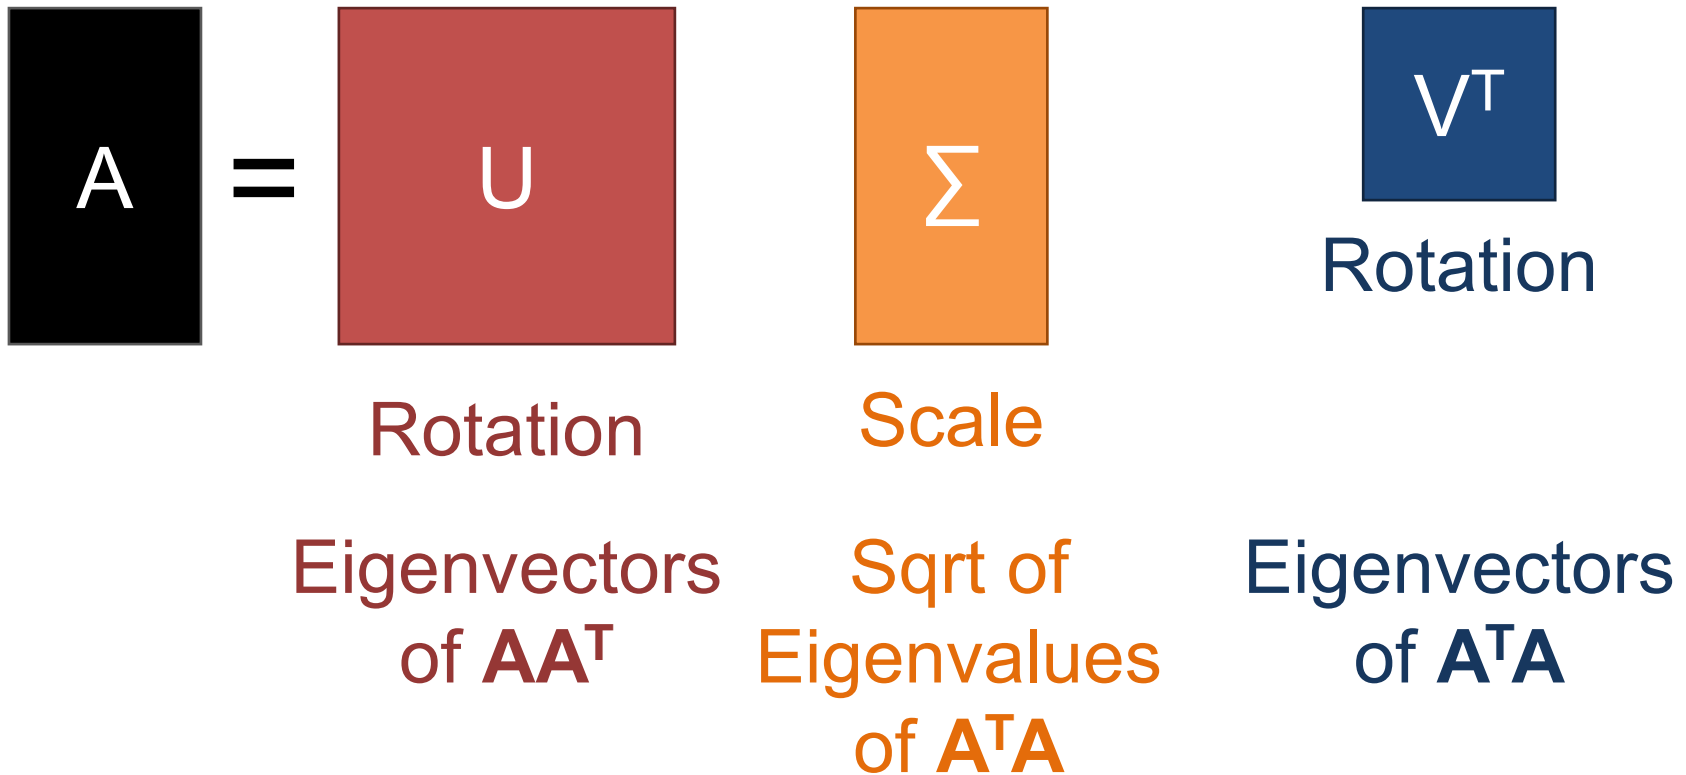 A = U Σ Vᵀ
Rotation
Rotation Scale
Eigenvectors Sqrt of Eigenvectors
of AAᵀ Eigenvalues of AᵀA
of AᵀA